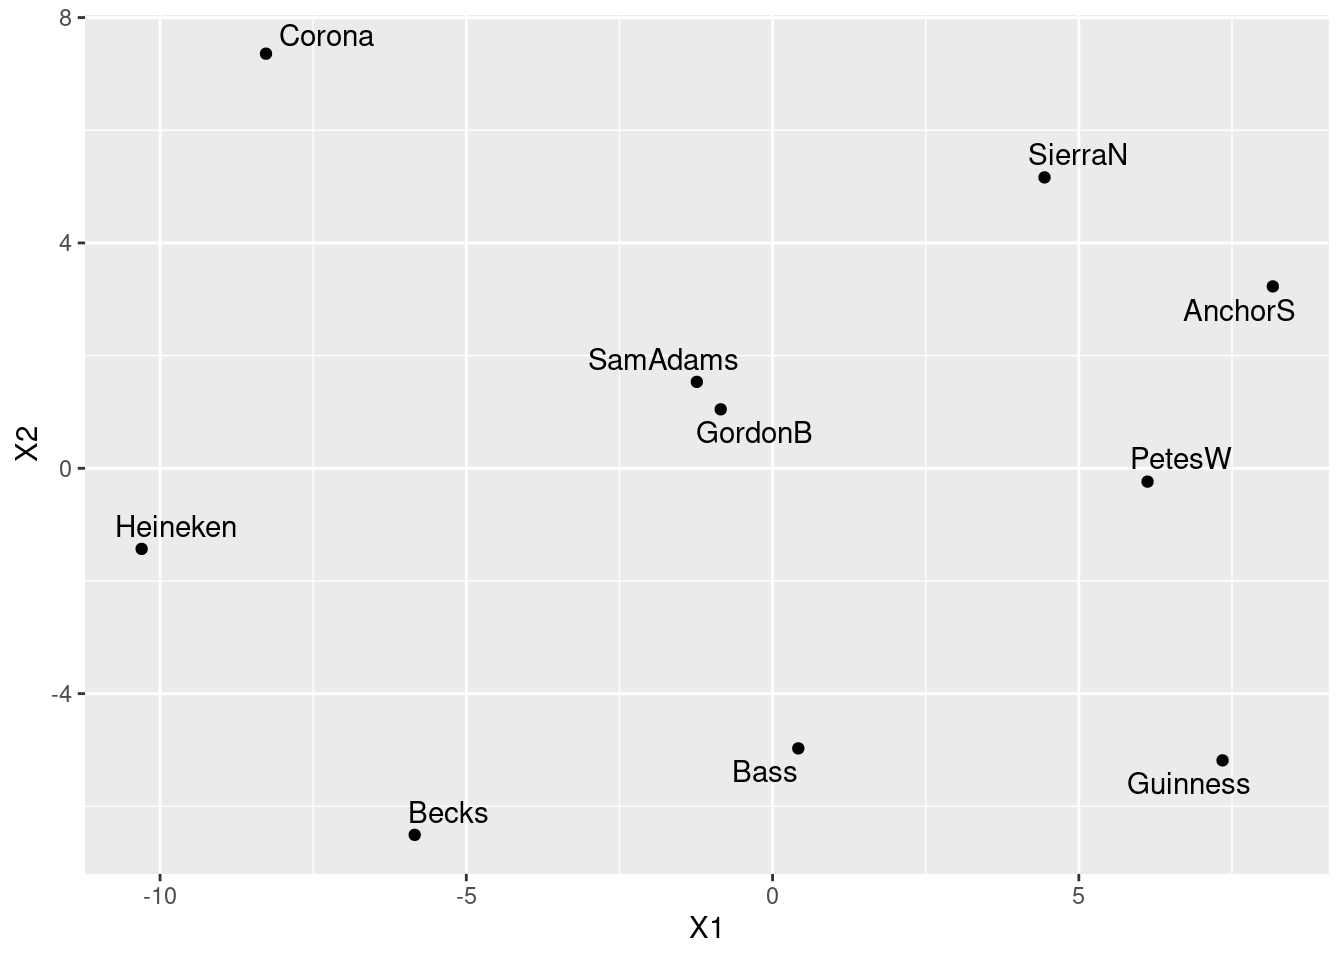 8
Corona
SierraN
4
AnchorS
SamAdams
GordonB
X2
0
PetesW
Heineken
-4
Bass
Guinness
Becks
-10
-5
0
5
X1